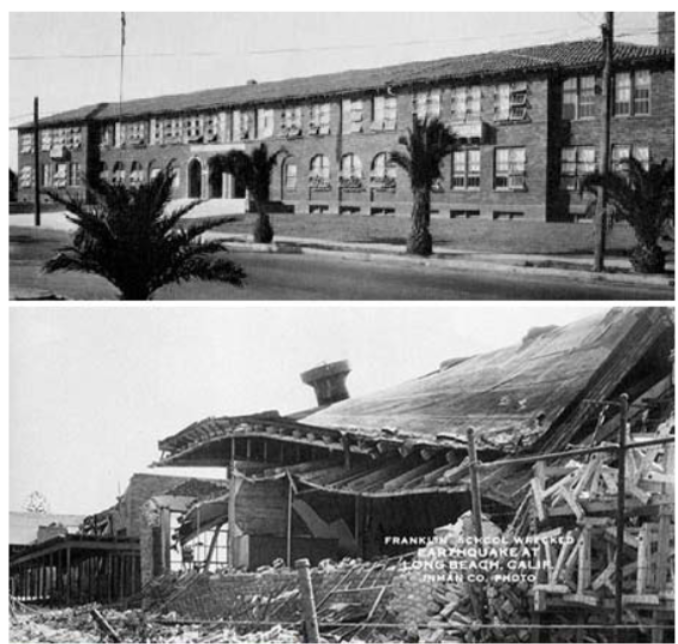 FRANKLIN SCHOOL WRECKED
EARTHQUAKE AT
LONG BEACH, CALIF.
INMAN CO. PHOTO